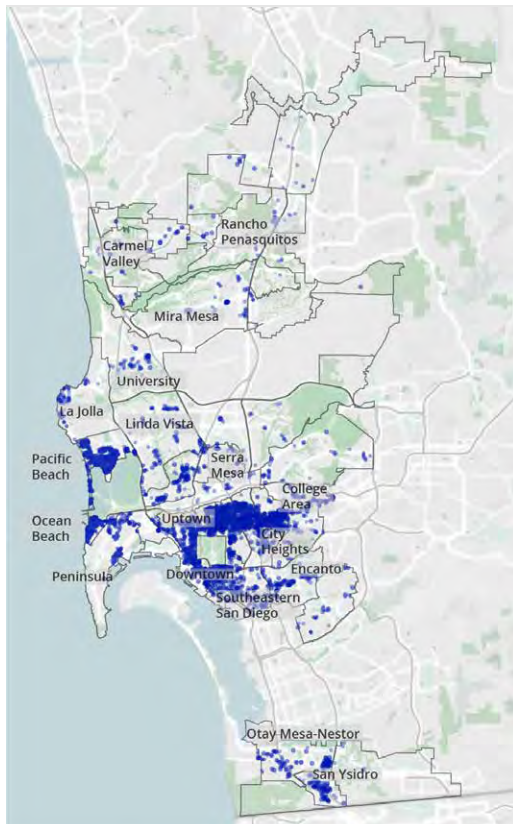 Rancho
Penasquitos
Carmel
Valley
Mira Mesa
University
La Jolla
Linda Vista
Pacific
Beach
Serra
Mesa
College
Area
Ocean
Beach
Uptown
City
Heights
Peninsula
Downtown
Encanto
Southeastern
San Diego
Otay Mesa-Nestor
San Ysidro